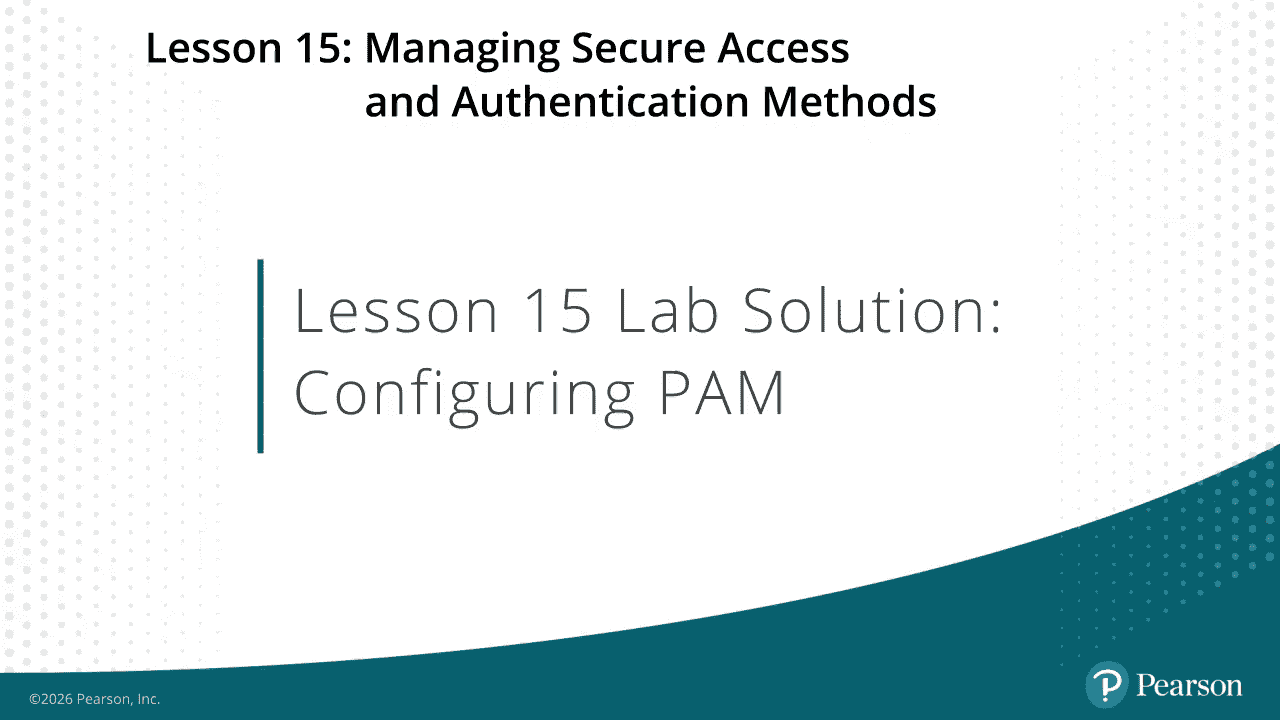 Lesson 15: Managing Secure Access
and Authentication Methods
Lesson 15 Lab Solution:
Configuring PAM
©2026 Pearson, Inc.
Pearson